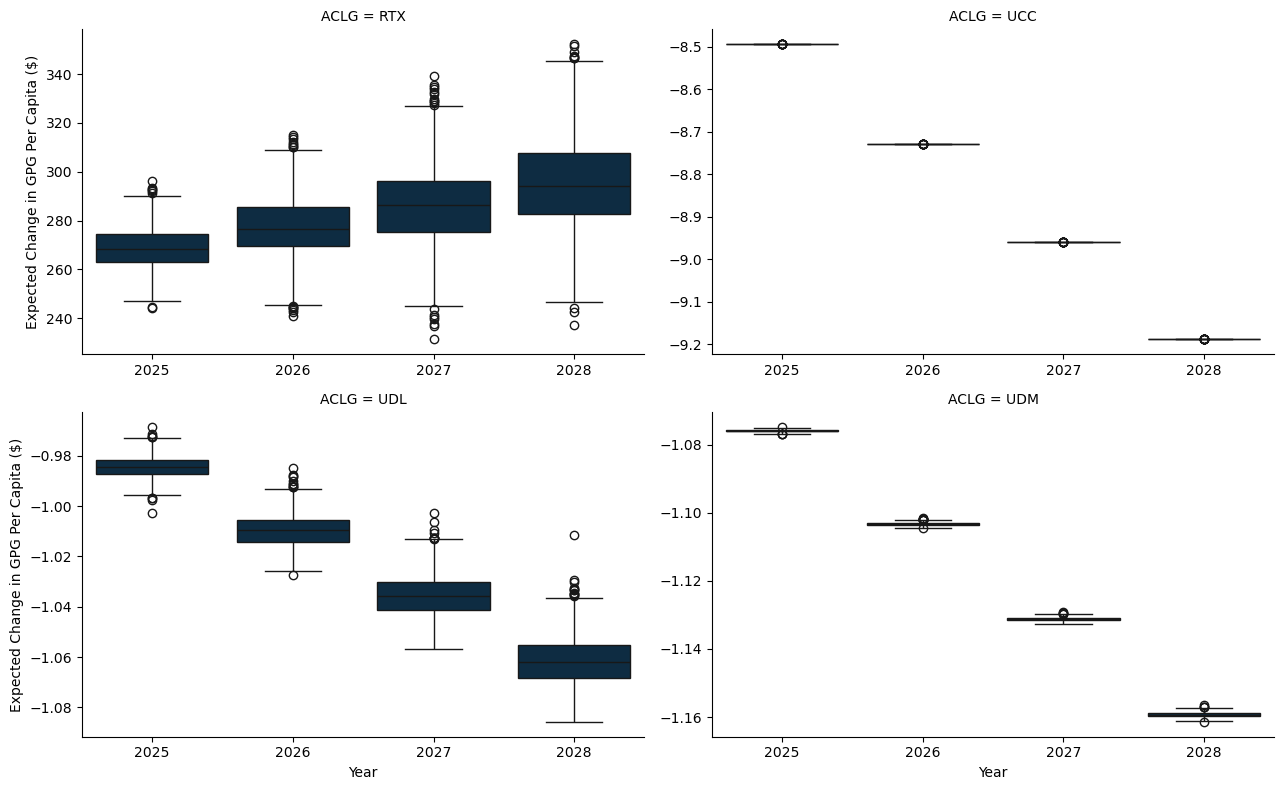 ACLG = RTX
Expected Change in GPG Per Capita ($)
340
320
300
280
260
240
2025 2026 2027 2028
ACLG = UCC
−8.5
−8.6
−8.7
−8.8
−8.9
−9.0
−9.1
−9.2
2025 2026 2027 2028
ACLG = UDL
Expected Change in GPG Per Capita ($)
−0.98
−1.00
−1.02
−1.04
−1.06
−1.08
2025 2026 2027 2028
Year
ACLG = UDM
−1.08
−1.10
−1.12
−1.14
−1.16
2025 2026 2027 2028
Year